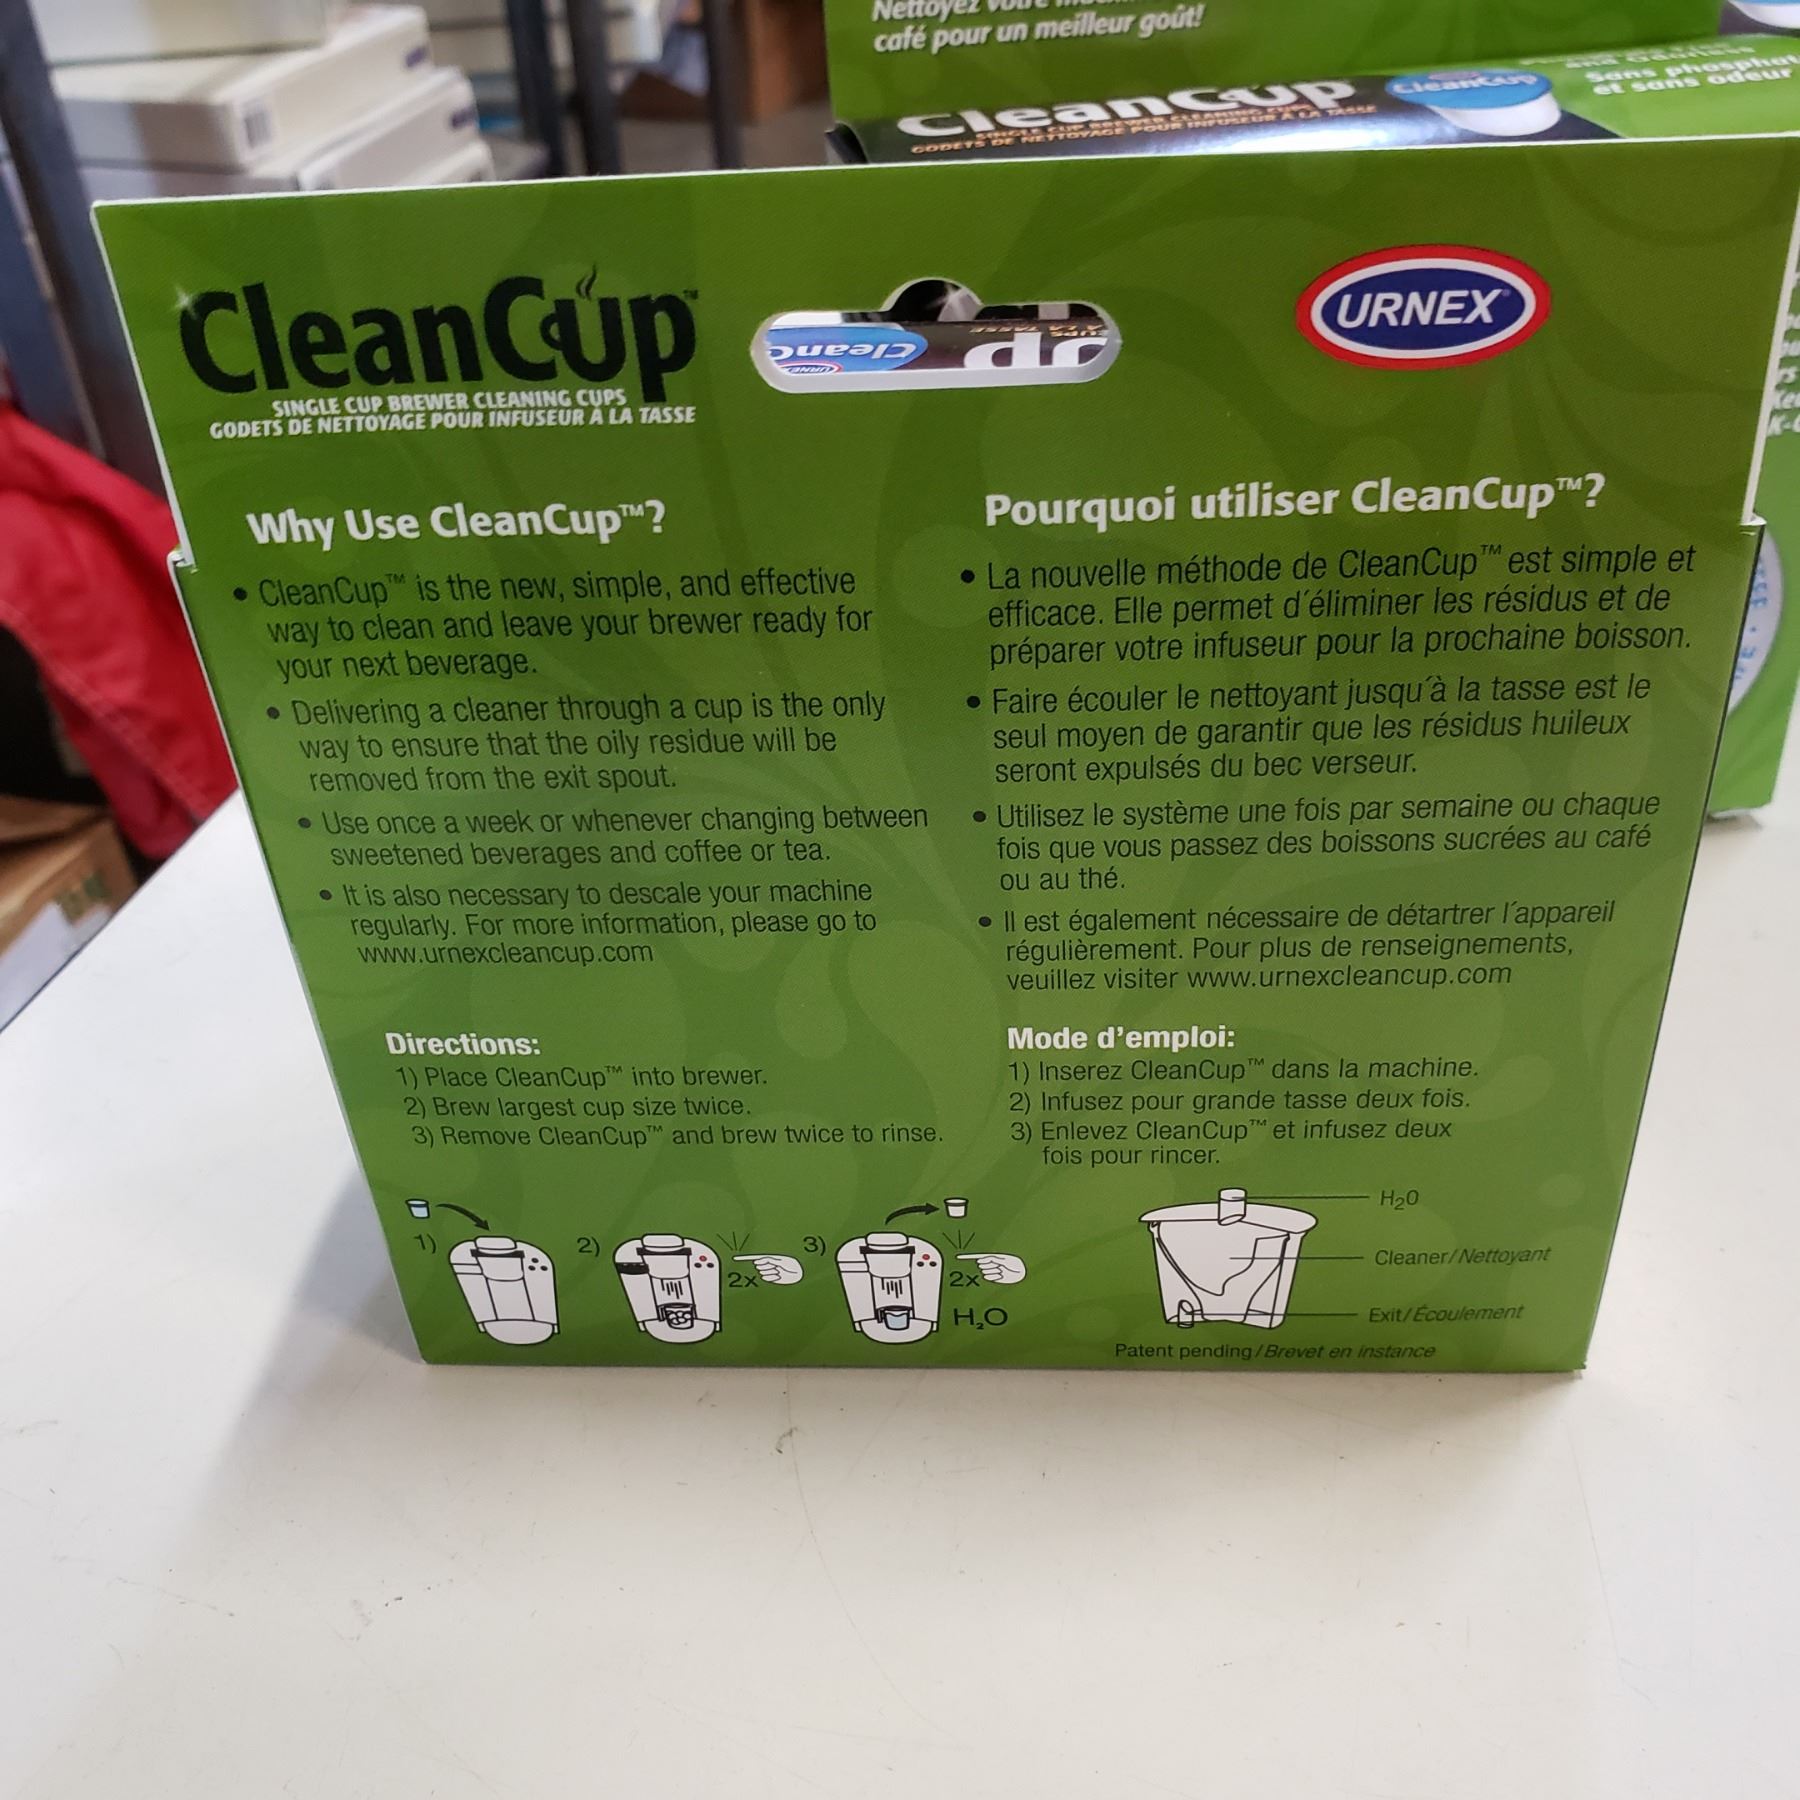 Nettoyez
café pour un meilleur goût!
CleanCup
SINGLE CUP BREWER CLEANING CUPS
GODETS DE NETTOYAGE POUR INFUSEUR À LA TASSE
CleanCup
Sans phosphat
et sans odeur
CleanCup™
SINGLE CUP BREWER CLEANING CUPS
GODETS DE NETTOYAGE POUR INFUSEUR À LA TASSE
URNEX®
Why Use CleanCup™?
• CleanCup™ is the new, simple, and effective
way to clean and leave your brewer ready for
your next beverage.
• Delivering a cleaner through a cup is the only
way to ensure that the oily residue will be
removed from the exit spout.
• Use once a week or whenever changing between
sweetened beverages and coffee or tea.
• It is also necessary to descale your machine
regularly. For more information, please go to
www.urnexcleancup.com
Directions:
1) Place CleanCup™ into brewer.
2) Brew largest cup size twice.
3) Remove CleanCup™ and brew twice to rinse.
1)
2)
2x
3)
2x
H₂O
Pourquoi utiliser CleanCup™?
• La nouvelle méthode de CleanCup™ est simple et
efficace. Elle permet d'éliminer les résidus et de
préparer votre infuseur pour la prochaine boisson.
• Faire écouler le nettoyant jusqu'à la tasse est le
seul moyen de garantir que les résidus huileux
seront expulsés du bec verseur.
• Utilisez le système une fois par semaine ou chaque
fois que vous passez des boissons sucrées au café
ou au thé.
• Il est également nécessaire de détartrer l'appareil
régulièrement. Pour plus de renseignements,
veuillez visiter www.urnexcleancup.com
Mode d'emploi:
1) Inserez CleanCup™ dans la machine.
2) Infusez pour grande tasse deux fois.
3) Enlevez CleanCup™ et infusez deux
fois pour rincer.
H₂0
Cleaner/Nettoyant
Exit/Écoulement
Patent pending/Brevet en instance